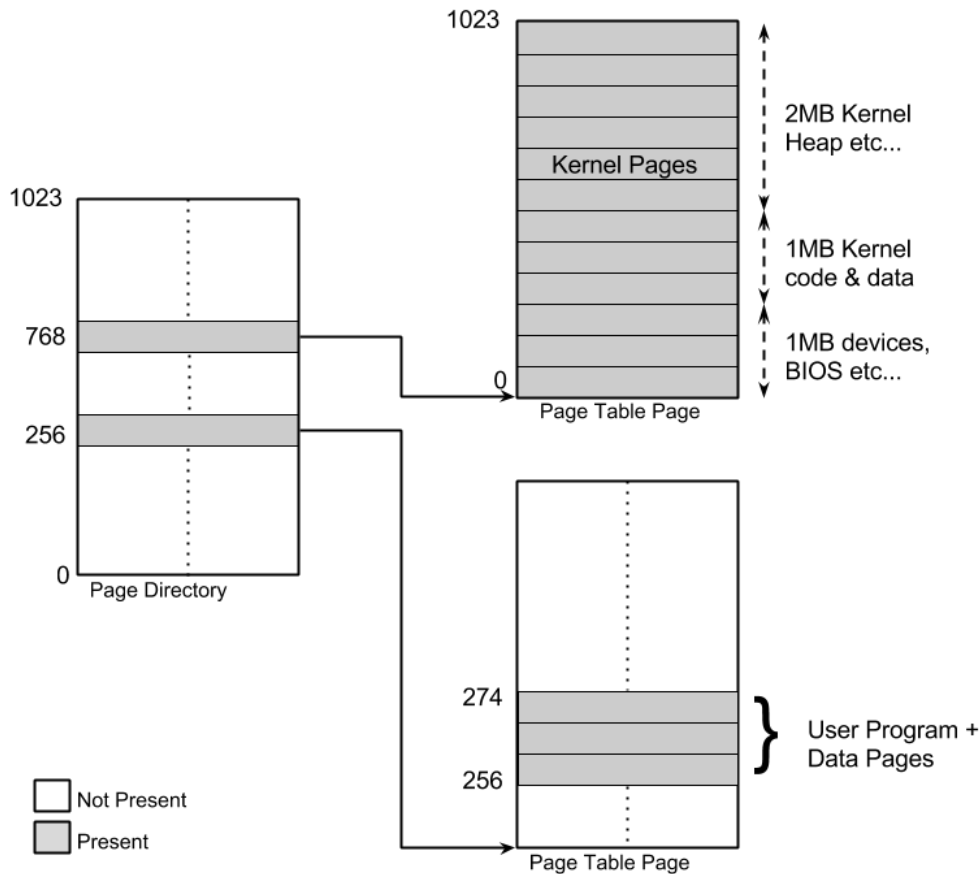 1023
Kernel Pages
0
Page Table Page
2MB Kernel
Heap etc...
1MB Kernel
code & data
1MB devices,
BIOS etc...
1023
768
256
0
Page Directory
274
256
Page Table Page
}
User Program +
Data Pages
Not Present
Present